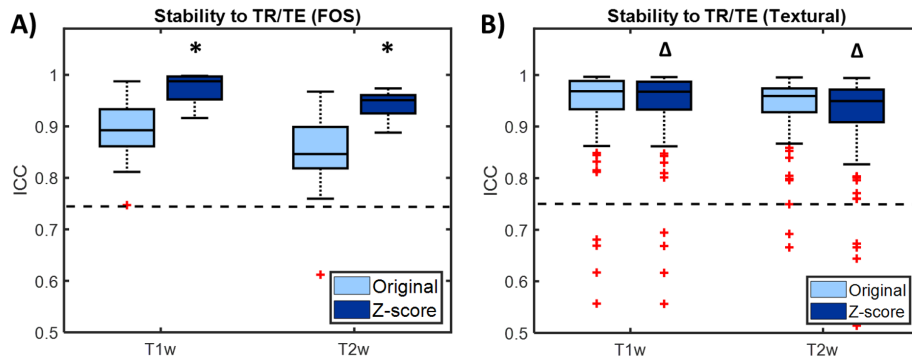 A)
Stability to TR/TE (FOS)
ICC
1
0.9
0.8
0.7
0.6
0.5
*
*
T1w
T2w
Original
Z-score
B)
Stability to TR/TE (Textural)
ICC
1
0.9
0.8
0.7
0.6
0.5
Δ
Δ
T1w
T2w
Original
Z-score